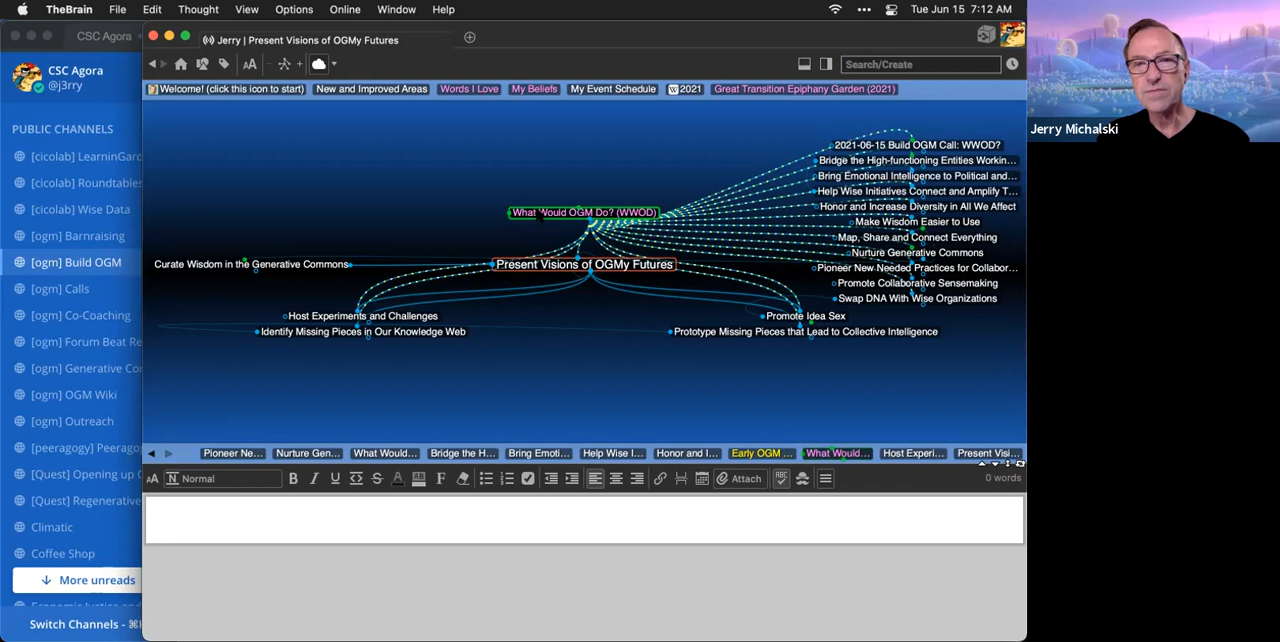 TheBrain File Edit Thought View Options Online Window Help Tue Jun 15 7:12 AM
CSC Agora
Jerry | Present Visions of OGMy Futures
CSC Agora
@j3rry
AA
Search/Create
Welcome! (click this icon to start) New and Improved Areas Words I Love My Beliefs My Event Schedule W 2021 Great Transition Epiphany Garden (2021)
PUBLIC CHANNELS
[cicolab] LearninGard
[cicolab] Roundtables
[cicolab] Wise Data
[ogm] Barnraising
[ogm] Build OGM
[ogm] Calls
[ogm] Co-Coaching
[ogm] Forum Beat Re
[ogm] Generative Co
[ogm] OGM Wiki
[ogm] Outreach
[peeragogy] Peerago
[Quest] Opening up
[Quest] Regenerative
Climatic
Coffee Shop
More unreads
Switch Channels -
What Would OGM Do? (WWOD)
Present Visions of OGMy Futures
Curate Wisdom in the Generative Commons
2021-06-15 Build OGM Call: WWOD?
Bridge the High-functioning Entities Workin...
Bring Emotional Intelligence to Political and...
Help Wise Initiatives Connect and Amplify T...
Honor and Increase Diversity in All We Affect
Make Wisdom Easier to Use
Map, Share and Connect Everything
Nurture Generative Commons
Pioneer New Needed Practices for Collabor...
Promote Collaborative Sensemaking
Swap DNA With Wise Organizations
Host Experiments and Challenges
Identify Missing Pieces in Our Knowledge Web
Promote Idea Sex
Prototype Missing Pieces that Lead to Collective Intelligence
Pioneer Ne... Nurture Gen... What Would... Bridge the H... Bring Emoti... Help Wise I... Honor and I... Early OGM ... What Would... Host Experi... Present Visi...
AA N Normal B I U S A AB F Attach ABC 0 words
Jerry Michalski